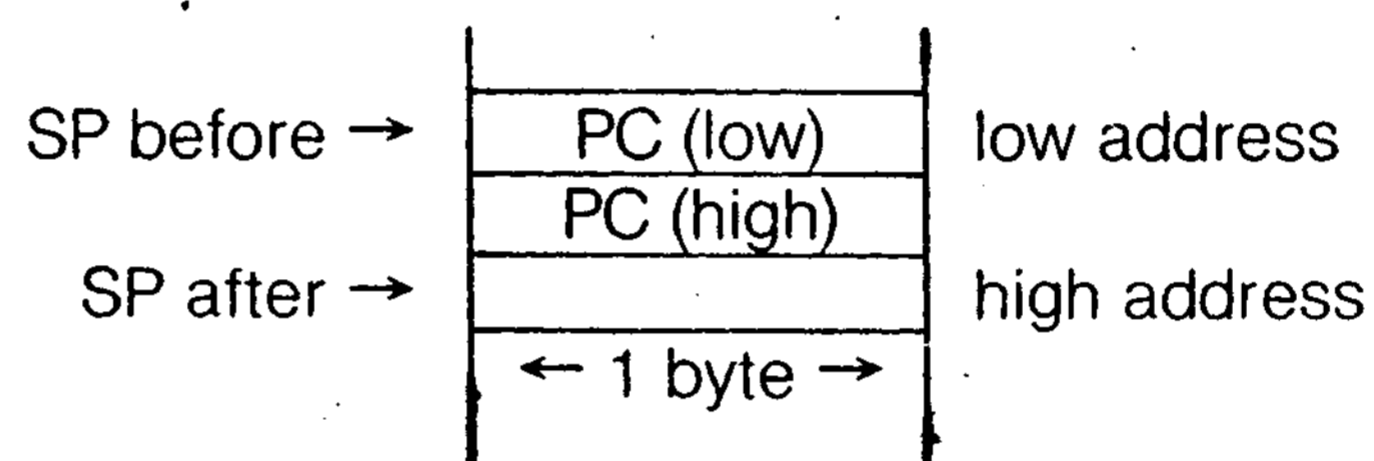 SP before → PC (low) low address
PC (high)
SP after → high address
← 1 byte →